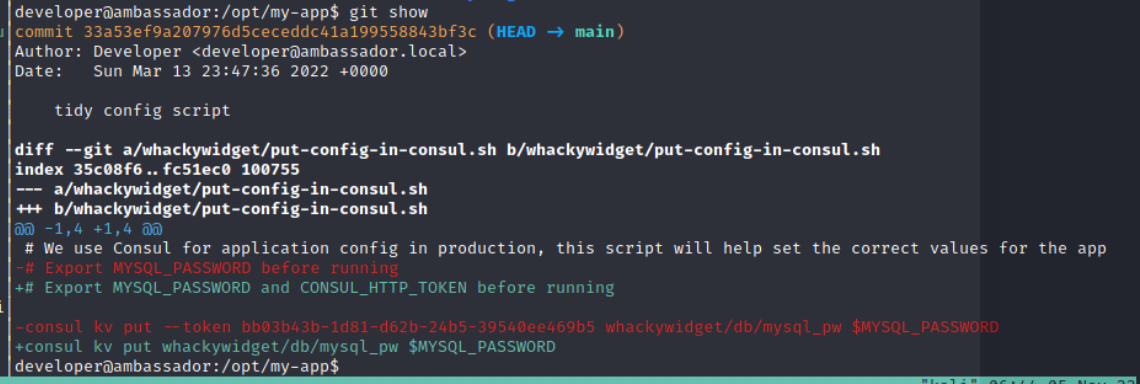 developer@ambassador:/opt/my-app$ git show
commit 33a53ef9a207976d5ceceddc41a199558843bf3c (HEAD → main)
Author: Developer <developer@ambassador.local>
Date:   Sun Mar 13 23:47:36 2022 +0000
    tidy config script
diff --git a/whackywidget/put-config-in-consul.sh b/whackywidget/put-config-in-consul.sh
index 35c08f6..fc51ec0 100755
--- a/whackywidget/put-config-in-consul.sh
+++ b/whackywidget/put-config-in-consul.sh
@@ -1,4 +1,4 @@
 # We use Consul for application config in production, this script will help set the correct values for the app
-# Export MYSQL_PASSWORD before running
+# Export MYSQL_PASSWORD and CONSUL_HTTP_TOKEN before running
-consul kv put --token bb03b43b-1d81-d62b-24b5-39540ee469b5 whackywidget/db/mysql_pw $MYSQL_PASSWORD
+consul kv put whackywidget/db/mysql_pw $MYSQL_PASSWORD
developer@ambassador:/opt/my-app$